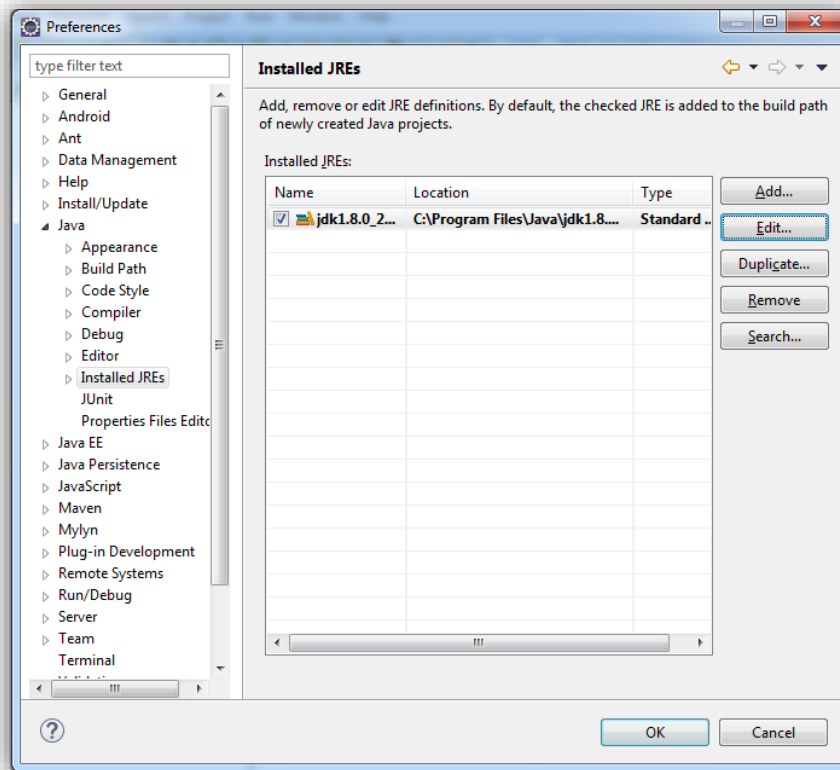 Preferences
type filter text
General
Android
Ant
Data Management
Help
Install/Update
Java
Appearance
Build Path
Code Style
Compiler
Debug
Editor
Installed JREs
JUnit
Properties Files Edito
Java EE
Java Persistence
JavaScript
Maven
Mylyn
Plug-in Development
Remote Systems
Run/Debug
Server
Team
Terminal
Installed JREs
Add, remove or edit JRE definitions. By default, the checked JRE is added to the build path
of newly created Java projects.
Installed JREs:
Name Location Type
jdk1.8.0_2... C:\Program Files\Java\jdk1.8.... Standard ..
Add...
Edit...
Duplicate...
Remove
Search...
OK
Cancel